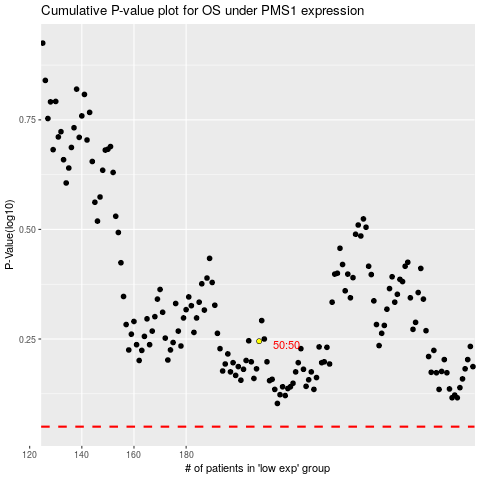 Cumulative P-value plot for OS under PMS1 expression
P-Value(log10)
0.75
0.50
0.25
50:50
120 140 160 180
# of patients in 'low exp' group